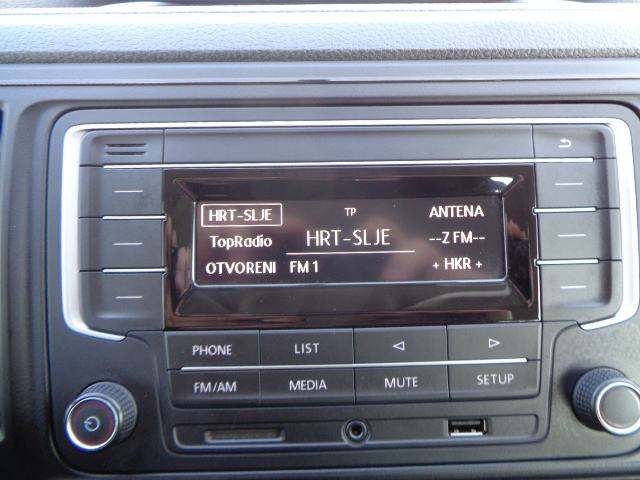 HRT-SLJE TP ANTENA
TopRadio HRT-SLJE --Z FM--
OTVORENI FM 1 + HKR +
PHONE LIST
FM/AM MEDIA MUTE SETUP